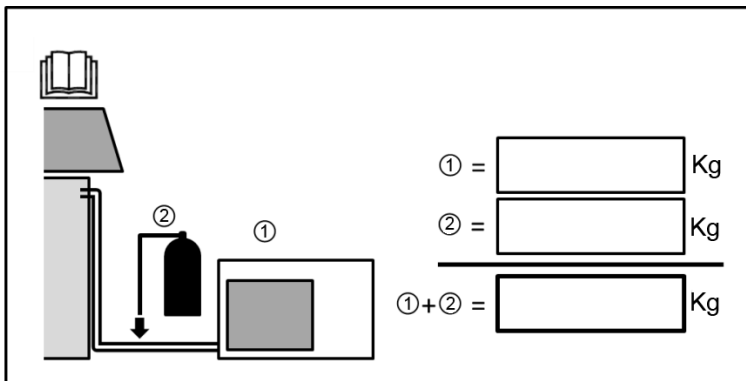 ① = Kg
② ① ② = Kg
①+② = Kg